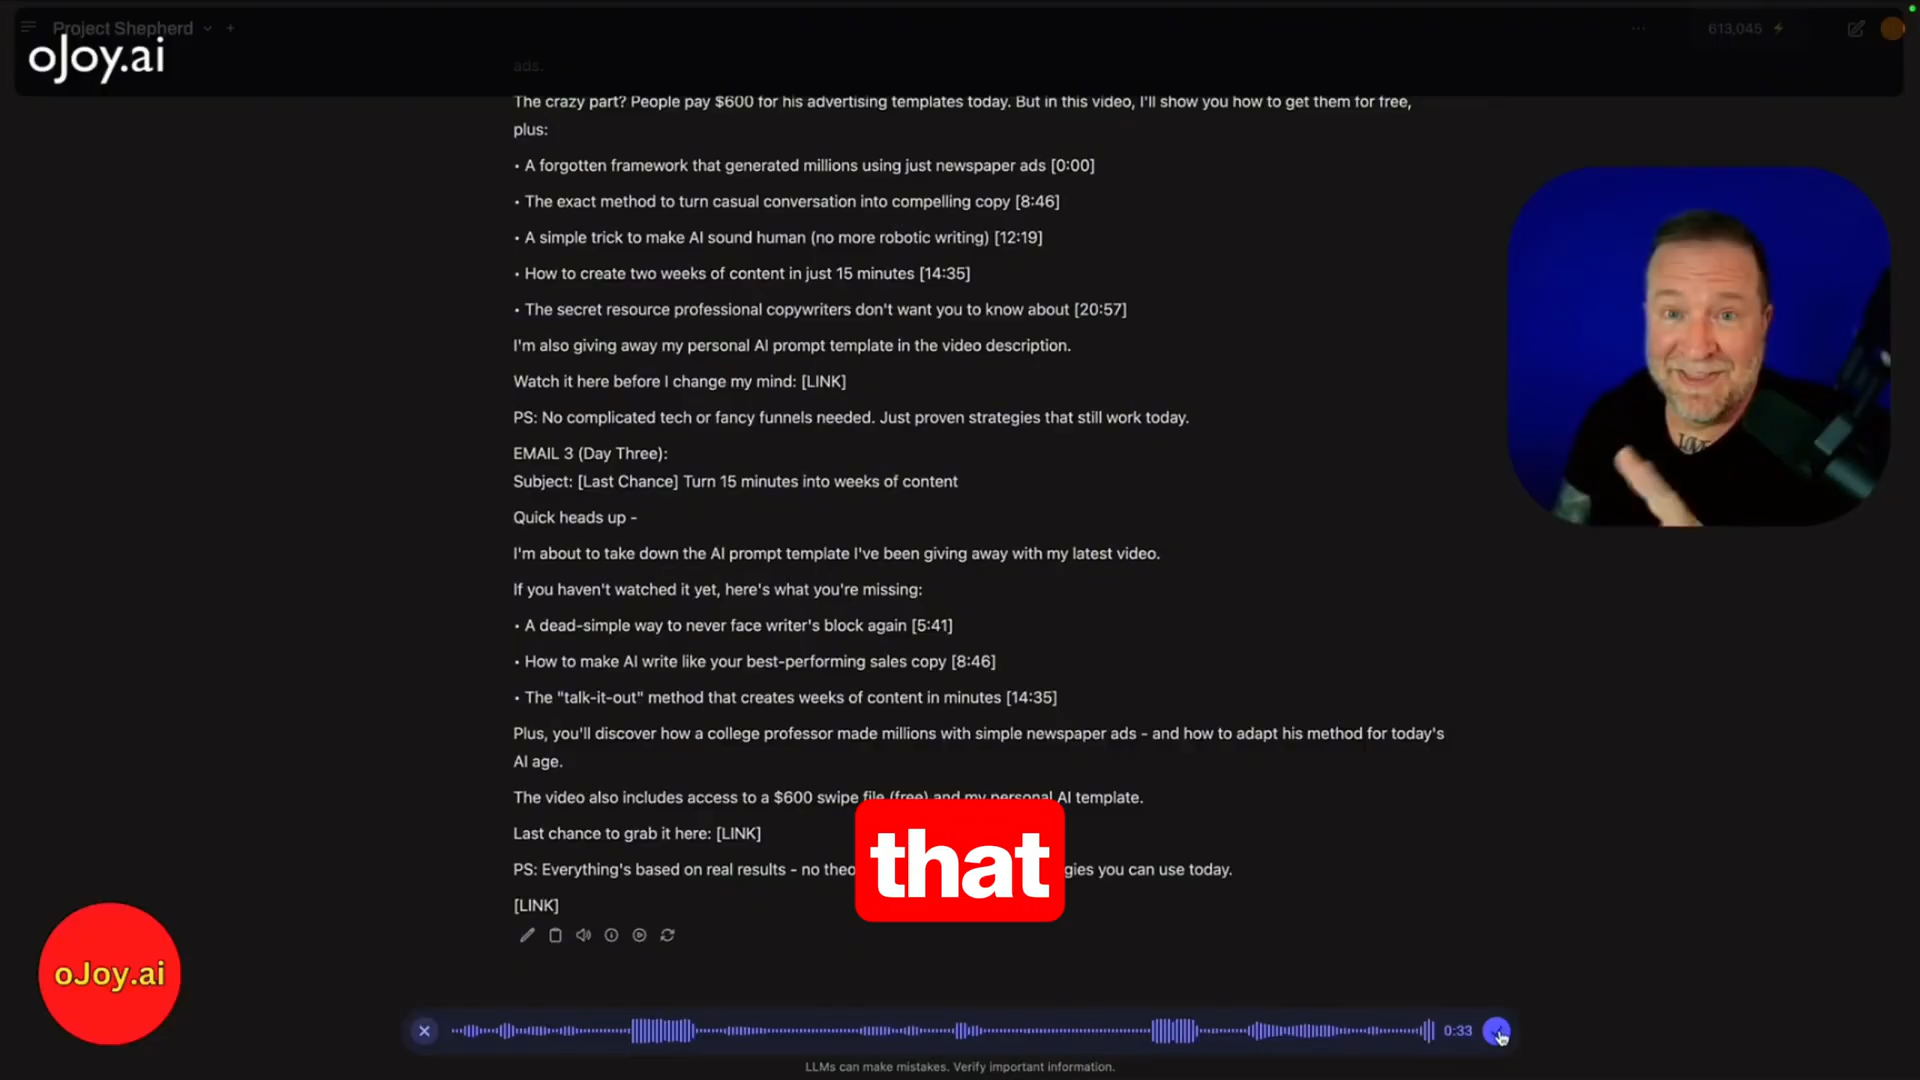 Project Shepherd
613,045
oJoy.ai
ads.
The crazy part? People pay $600 for his advertising templates today. But in this video, I'll show you how to get them for free,
plus:
• A forgotten framework that generated millions using just newspaper ads [0:00]
• The exact method to turn casual conversation into compelling copy [8:46]
• A simple trick to make AI sound human (no more robotic writing) [12:19]
• How to create two weeks of content in just 15 minutes [14:35]
• The secret resource professional copywriters don't want you to know about [20:57]
I'm also giving away my personal AI prompt template in the video description.
Watch it here before I change my mind: [LINK]
PS: No complicated tech or fancy funnels needed. Just proven strategies that still work today.
EMAIL 3 (Day Three):
Subject: [Last Chance] Turn 15 minutes into weeks of content
Quick heads up -
I'm about to take down the AI prompt template I've been giving away with my latest video.
If you haven't watched it yet, here's what you're missing:
• A dead-simple way to never face writer's block again [5:41]
• How to make AI write like your best-performing sales copy [8:46]
• The "talk-it-out" method that creates weeks of content in minutes [14:35]
Plus, you'll discover how a college professor made millions with simple newspaper ads - and how to adapt his method for today's
AI age.
The video also includes access to a $600 swipe file (free) and my personal AI template.
Last chance to grab it here: [LINK]
that
PS: Everything's based on real results - no you can use today.
[LINK]
oJoy.ai
0:33
LLMs can make mistakes. Verify important information.